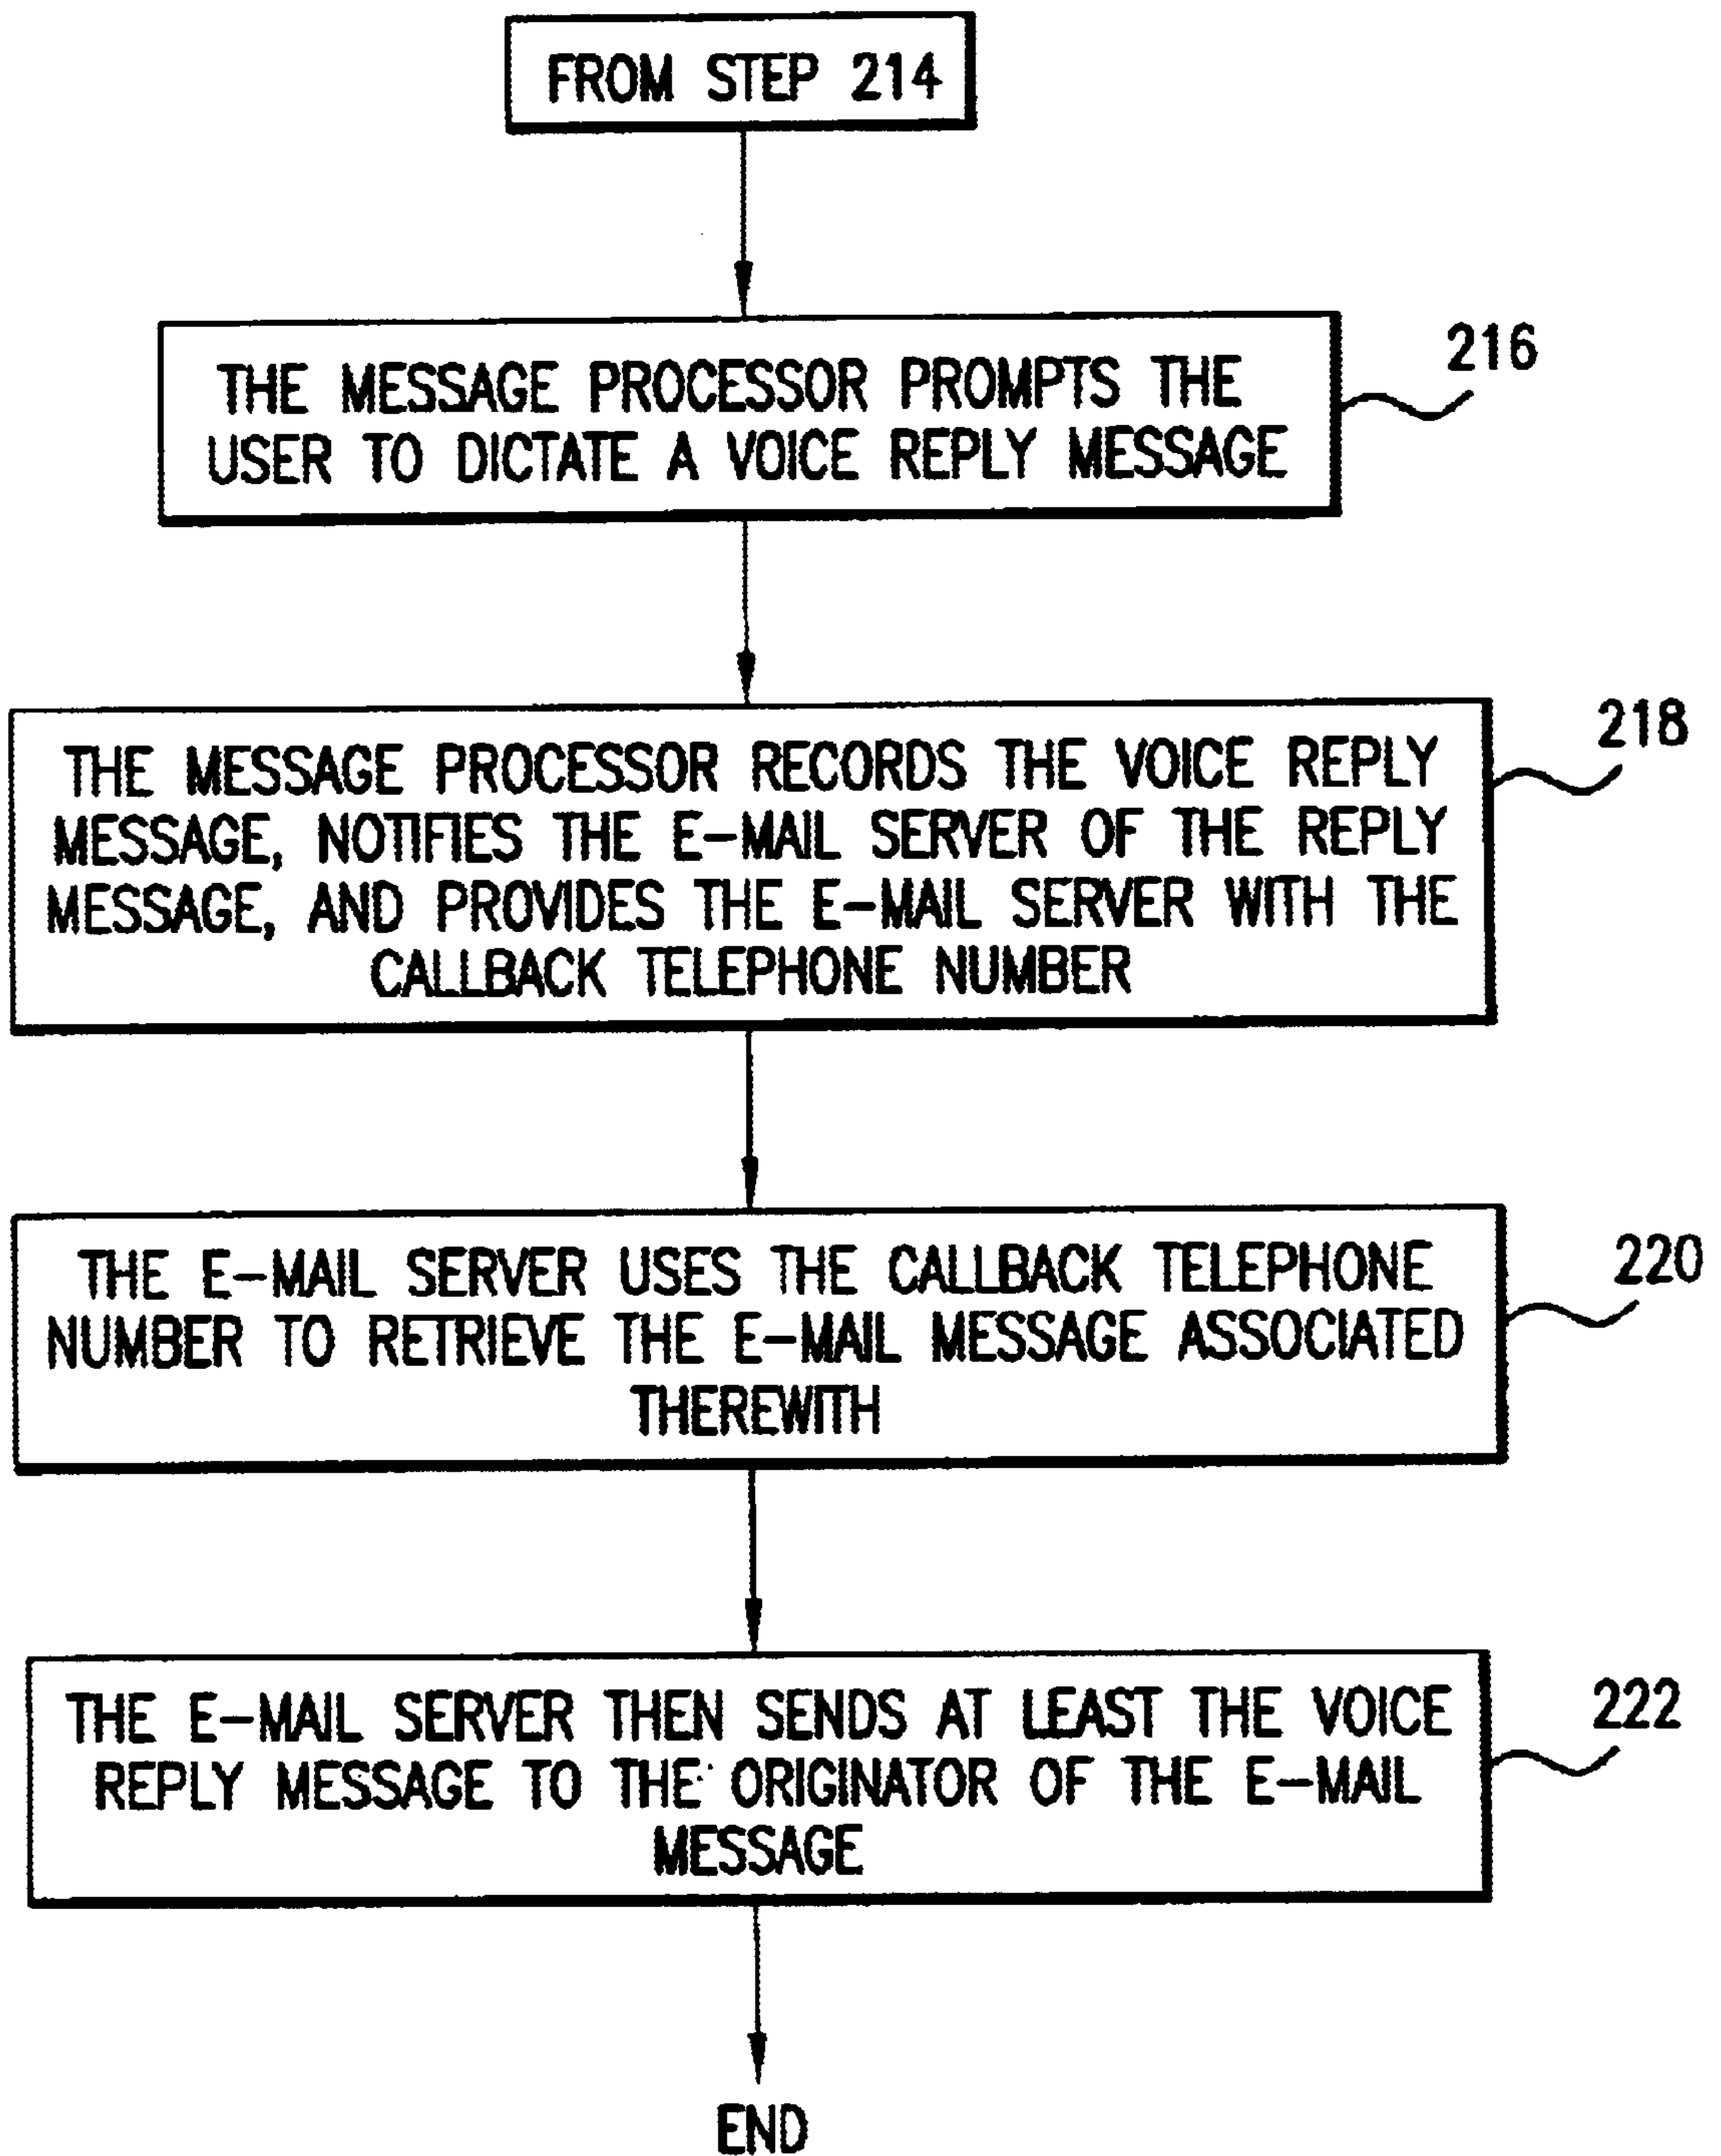 FROM STEP 214
THE MESSAGE PROCESSOR PROMPTS THE
USER TO DICTATE A VOICE REPLY MESSAGE
216
THE MESSAGE PROCESSOR RECORDS THE VOICE REPLY
MESSAGE, NOTIFIES THE E-MAIL SERVER OF THE REPLY
MESSAGE, AND PROVIDES THE E-MAIL SERVER WITH THE
CALLBACK TELEPHONE NUMBER
218
THE E-MAIL SERVER USES THE CALLBACK TELEPHONE
NUMBER TO RETRIEVE THE E-MAIL MESSAGE ASSOCIATED
THEREWITH
220
THE E-MAIL SERVER THEN SENDS AT LEAST THE VOICE
REPLY MESSAGE TO THE ORIGINATOR OF THE E-MAIL
MESSAGE
222
END